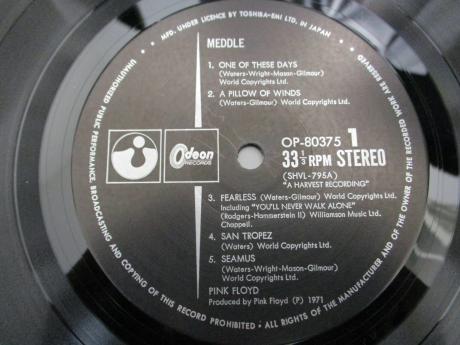 MFD. UNDER LICENCE BY TOSHIBA-EMI LTD. IN JAPAN
UNAUTHORIZED PUBLIC PERFORMANCE, BROADCASTING AND COPYING OF THIS RECORD PROHIBITED • ALL RIGHTS OF THE MANUFACTURER AND OF THE OWNER OF THE RECORDED WORK ARE RESERVED
MEDDLE
1. ONE OF THESE DAYS
(Waters-Wright-Mason-Gilmour)
World Copyrights Ltd.
2. A PILLOW OF WINDS
(Waters-Gilmour) World Copyrights Ltd.
Odeon
RECORDS
OP-80375 1
33 1/3 RPM STEREO
(SHVL-795A)
"A HARVEST RECORDING"
3. FEARLESS (Waters-Gilmour) World Copyrights Ltd.
Including "YOU'LL NEVER WALK ALONE"
(Rodgers-Hammerstein II) Williamson Music Ltd.
Chappell.
4. SAN TROPEZ
(Waters) World Copyrights Ltd.
5. SEAMUS
(Waters-Wright-Mason-Gilmour)
World Copyrights Ltd.
PINK FLOYD
Produced by Pink Floyd (P.) 1971